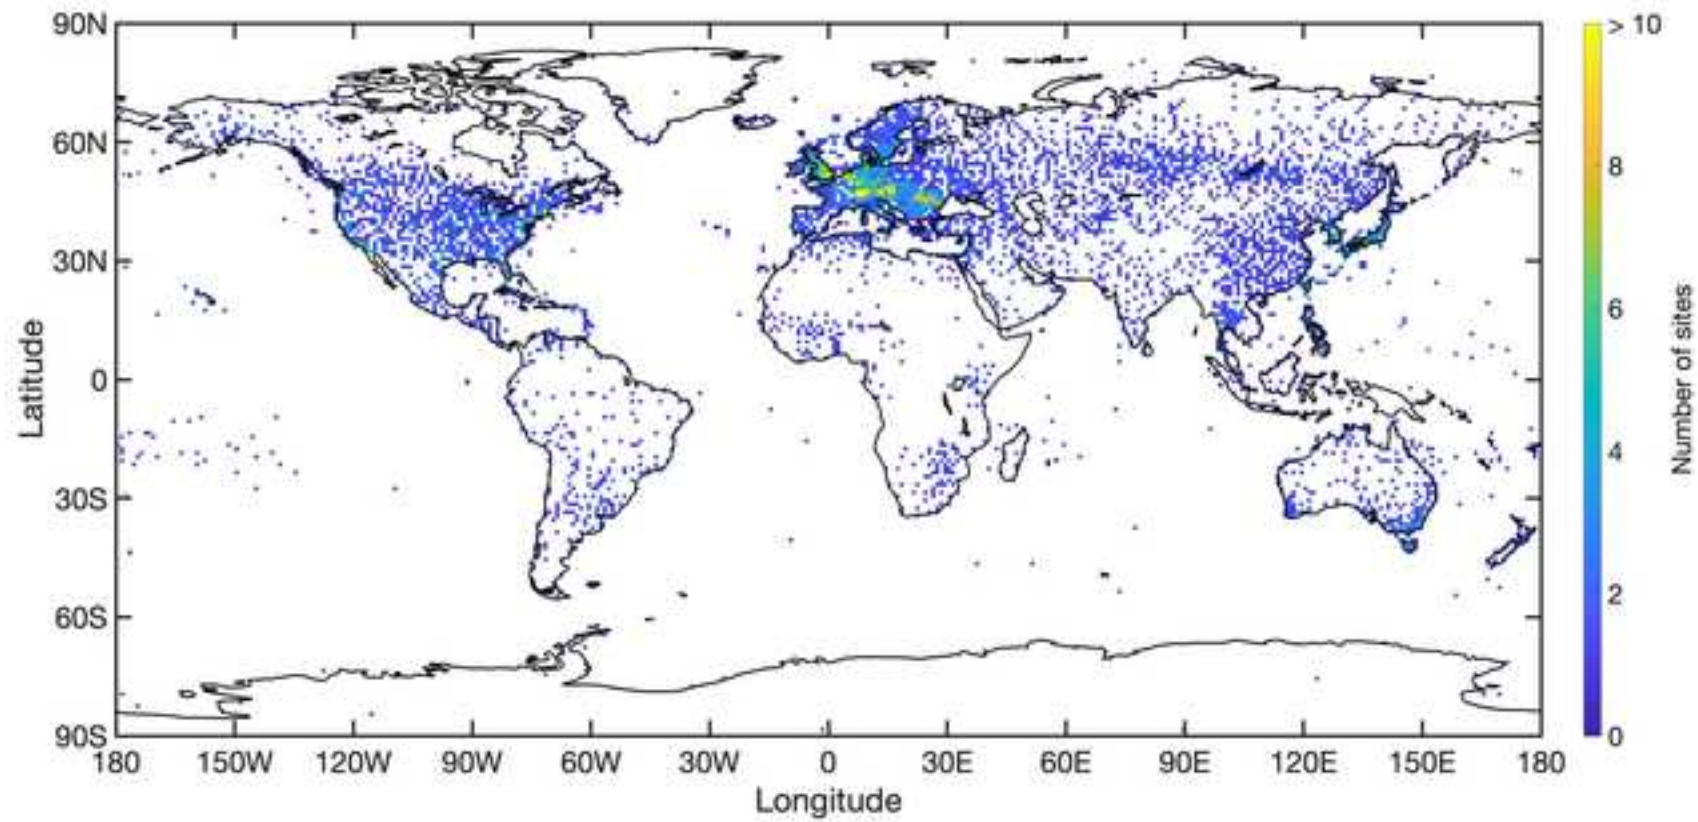 90N
60N
30N
0
30S
60S
90S
Latitude
180 150W 120W 90W 60W 30W 0 30E 60E 90E 120E 150E 180
Longitude
> 10
8
6
4
2
0
Number of sites